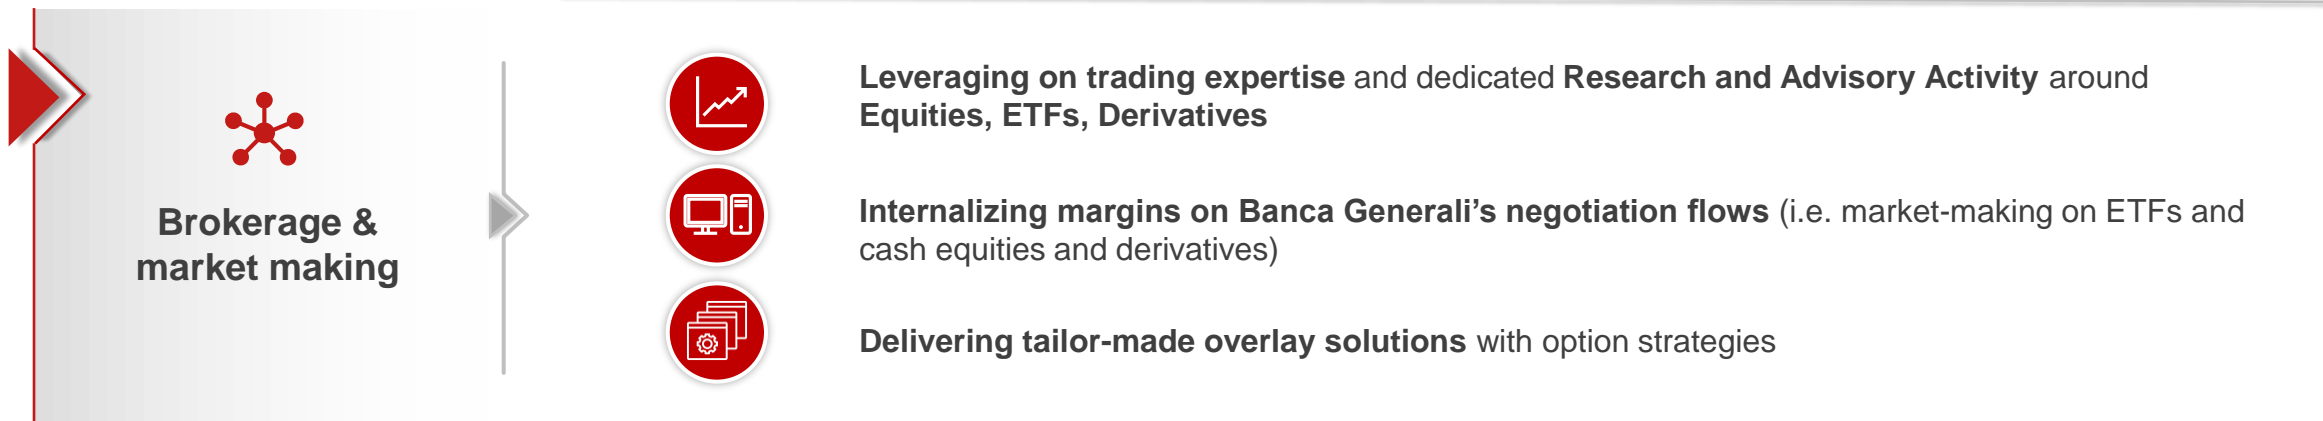 Brokerage &
market making
Leveraging on trading expertise and dedicated Research and Advisory Activity around
Equities, ETFs, Derivatives
Internalizing margins on Banca Generali’s negotiation flows (i.e. market-making on ETFs and
cash equities and derivatives)
Delivering tailor-made overlay solutions with option strategies